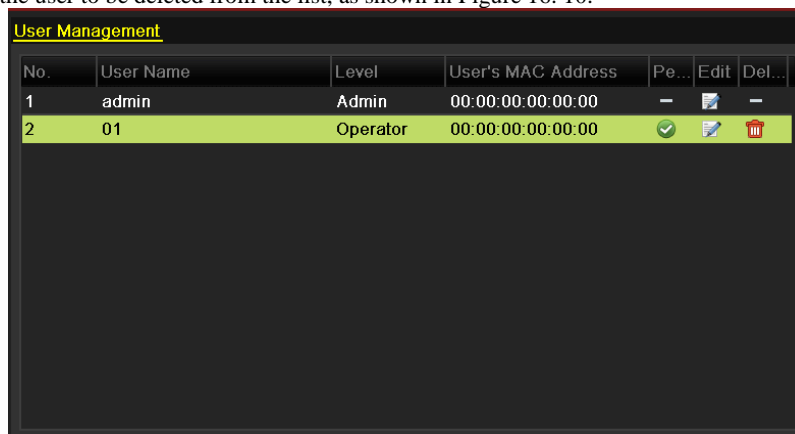 the user to be deleted from the list, as shown in Figure 16. 10.
User Management
No. User Name Level User's MAC Address Pe... Edit Del...
1 admin Admin 00:00:00:00:00:00 – –
2 01 Operator 00:00:00:00:00:00